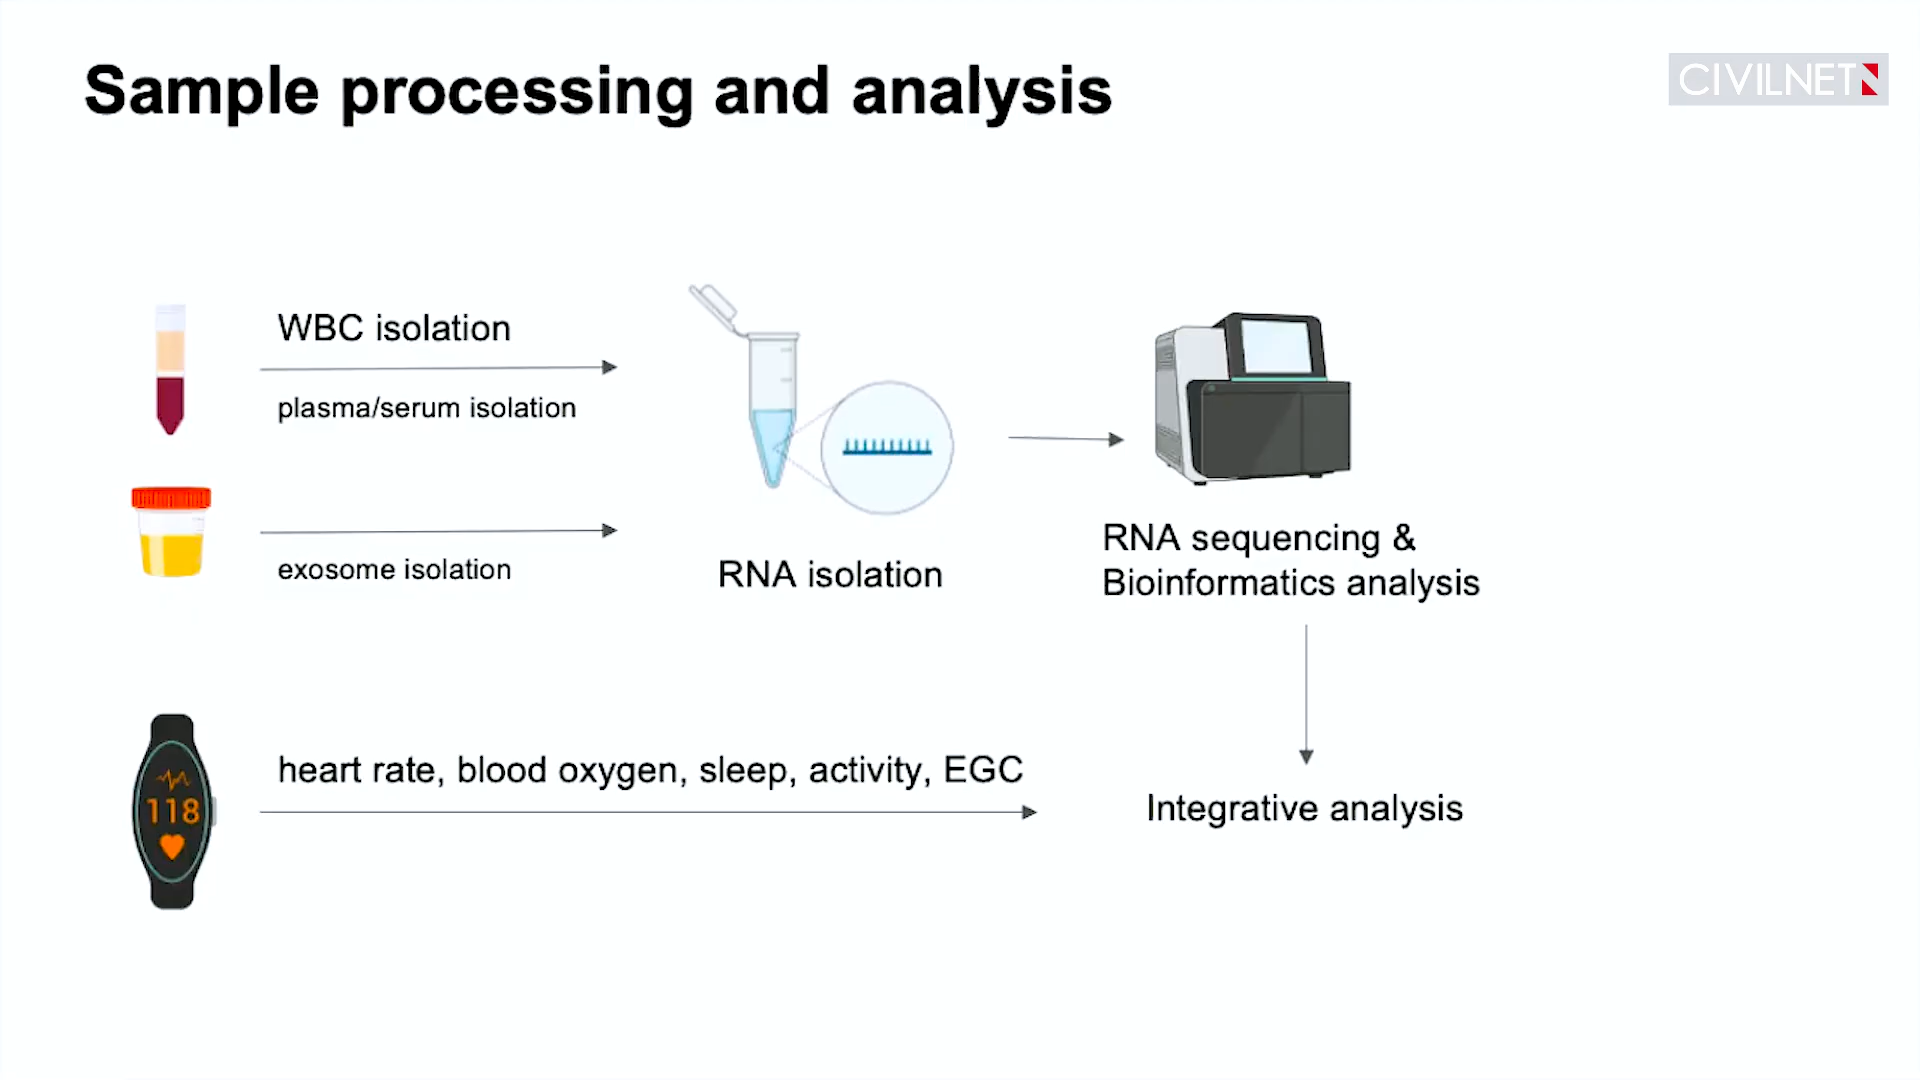 Sample processing and analysis
CIVILNET
WBC isolation
plasma/serum isolation
exosome isolation
RNA isolation
RNA sequencing &
Bioinformatics analysis
118
heart rate, blood oxygen, sleep, activity, EGC
Integrative analysis